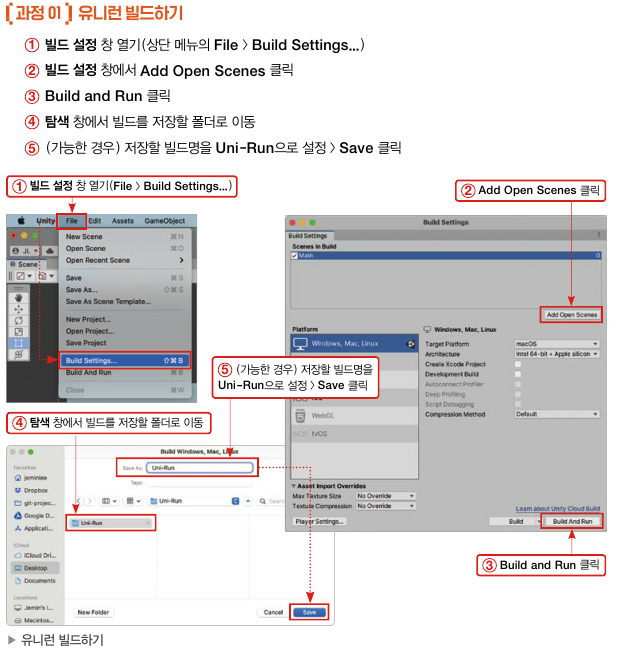 [과정 01] 유니런 빌드하기
① 빌드 설정 창 열기(상단 메뉴의 File > Build Settings...)
② 빌드 설정 창에서 Add Open Scenes 클릭
③ Build and Run 클릭
④ 탐색 창에서 빌드를 저장할 폴더로 이동
⑤ (가능한 경우) 저장할 빌드명을 Uni-Run으로 설정 > Save 클릭
① 빌드 설정 창 열기(File > Build Settings...)
Unity File Edit Assets GameObject
JL
Scene
New Scene ⌘N
Open Scene ⌘O
Open Recent Scene >
Save ⌘S
Save As... ⇧⌘S
Save As Scene Template...
New Project...
Open Project...
Save Project
Build Settings... ⇧⌘B
Build And Run ⌘B
Close ⌘W
② Add Open Scenes 클릭
Build Settings
Build Settings
Scenes In Build
Main 0
Add Open Scenes
Platform
Windows, Mac, Linux
WebGL
tvOS tvOS
Windows, Mac, Linux
Target Platform macOS
Architecture Intel 64-bit + Apple silicon
Create Xcode Project
Development Build
Autoconnect Profiler
Deep Profiling
Script Debugging
Compression Method Default
Asset Import Overrides
Max Texture Size No Override
Texture Compression No Override
Player Settings...
Learn about Unity Cloud Build
Build Build And Run
③ Build and Run 클릭
⑤ (가능한 경우) 저장할 빌드명을
Uni-Run으로 설정 > Save 클릭
④ 탐색 창에서 빌드를 저장할 폴더로 이동
Build Windows, Mac, Linux
Save As: Uni-Run
Tags:
Uni-Run
Search
Favorites
jeminlee
Dropbox
git-projec...
Google D...
Applicati...
iCloud
iCloud Dri...
Desktop
Documents
Locations
Jemin's i...
Macintos...
Uni-Run
New Folder
Cancel Save
▶ 유니런 빌드하기